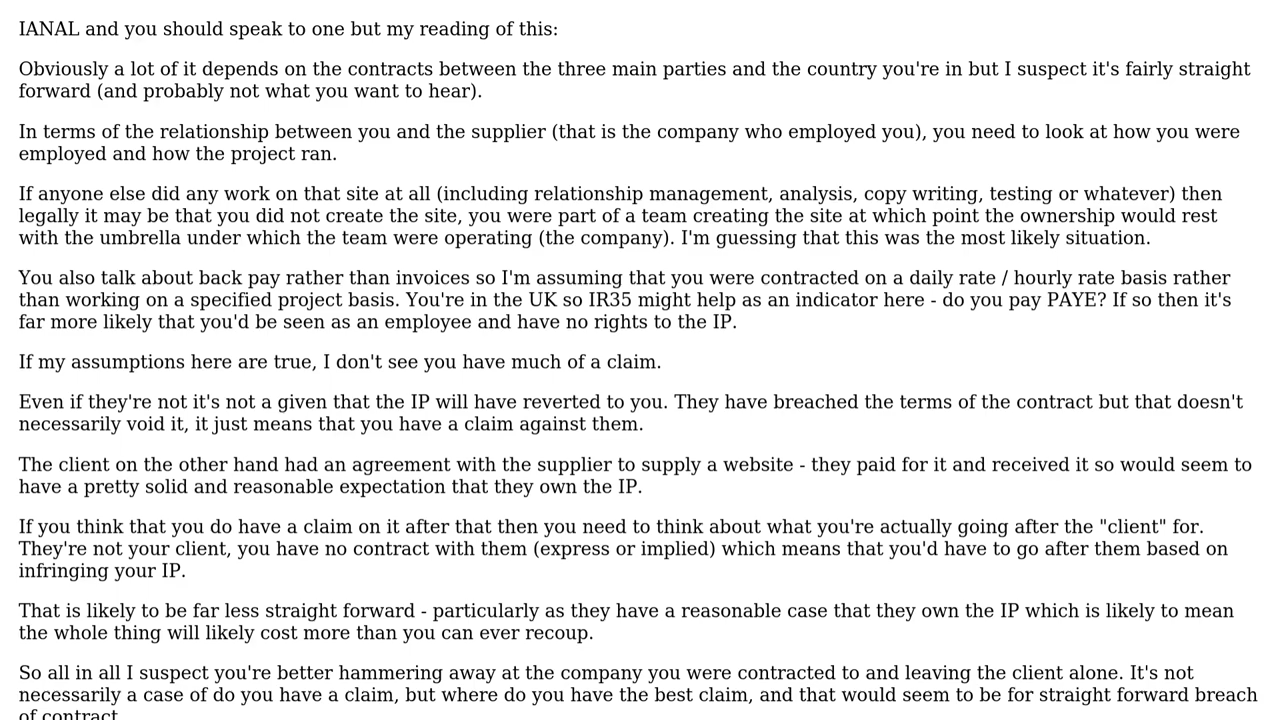 IANAL and you should speak to one but my reading of this:
Obviously a lot of it depends on the contracts between the three main parties and the country you're in but I suspect it's fairly straight
forward (and probably not what you want to hear).
In terms of the relationship between you and the supplier (that is the company who employed you), you need to look at how you were
employed and how the project ran.
If anyone else did any work on that site at all (including relationship management, analysis, copy writing, testing or whatever) then
legally it may be that you did not create the site, you were part of a team creating the site at which point the ownership would rest
with the umbrella under which the team were operating (the company). I'm guessing that this was the most likely situation.
You also talk about back pay rather than invoices so I'm assuming that you were contracted on a daily rate / hourly rate basis rather
than working on a specified project basis. You're in the UK so IR35 might help as an indicator here - do you pay PAYE? If so then it's
far more likely that you'd be seen as an employee and have no rights to the IP.
If my assumptions here are true, I don't see you have much of a claim.
Even if they're not it's not a given that the IP will have reverted to you. They have breached the terms of the contract but that doesn't
necessarily void it, it just means that you have a claim against them.
The client on the other hand had an agreement with the supplier to supply a website - they paid for it and received it so would seem to
have a pretty solid and reasonable expectation that they own the IP.
If you think that you do have a claim on it after that then you need to think about what you're actually going after the "client" for.
They're not your client, you have no contract with them (express or implied) which means that you'd have to go after them based on
infringing your IP.
That is likely to be far less straight forward - particularly as they have a reasonable case that they own the IP which is likely to mean
the whole thing will likely cost more than you can ever recoup.
So all in all I suspect you're better hammering away at the company you were contracted to and leaving the client alone. It's not
necessarily a case of do you have a claim, but where do you have the best claim, and that would seem to be for straight forward breach
of contract.